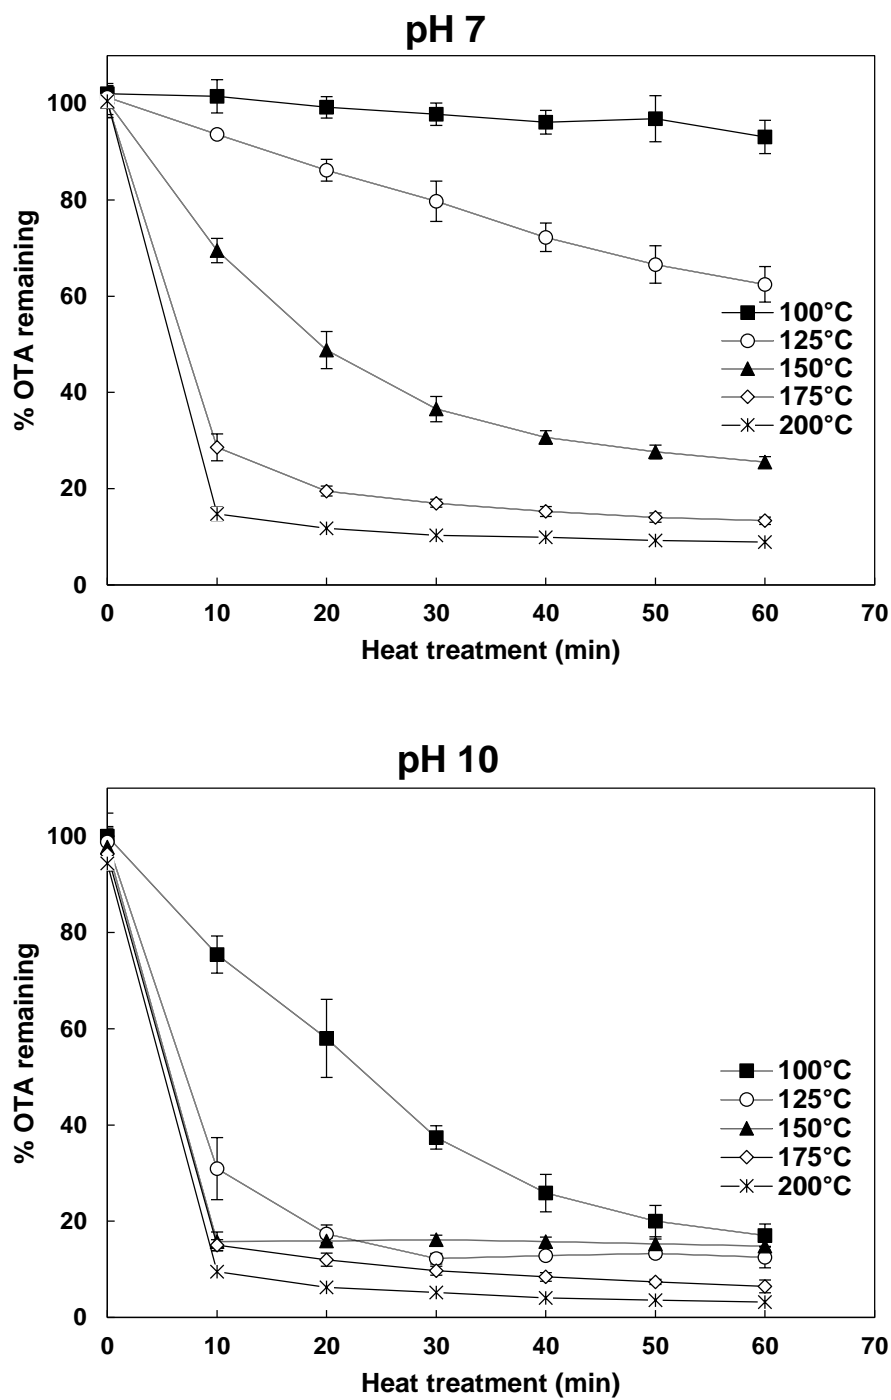 pH 7
100
80
60
40
20
0
% OTA remaining
100°C
125°C
150°C
175°C
200°C
0 10 20 30 40 50 60 70
Heat treatment (min)
pH 10
100
80
60
40
20
0
% OTA remaining
100°C
125°C
150°C
175°C
200°C
0 10 20 30 40 50 60 70
Heat treatment (min)